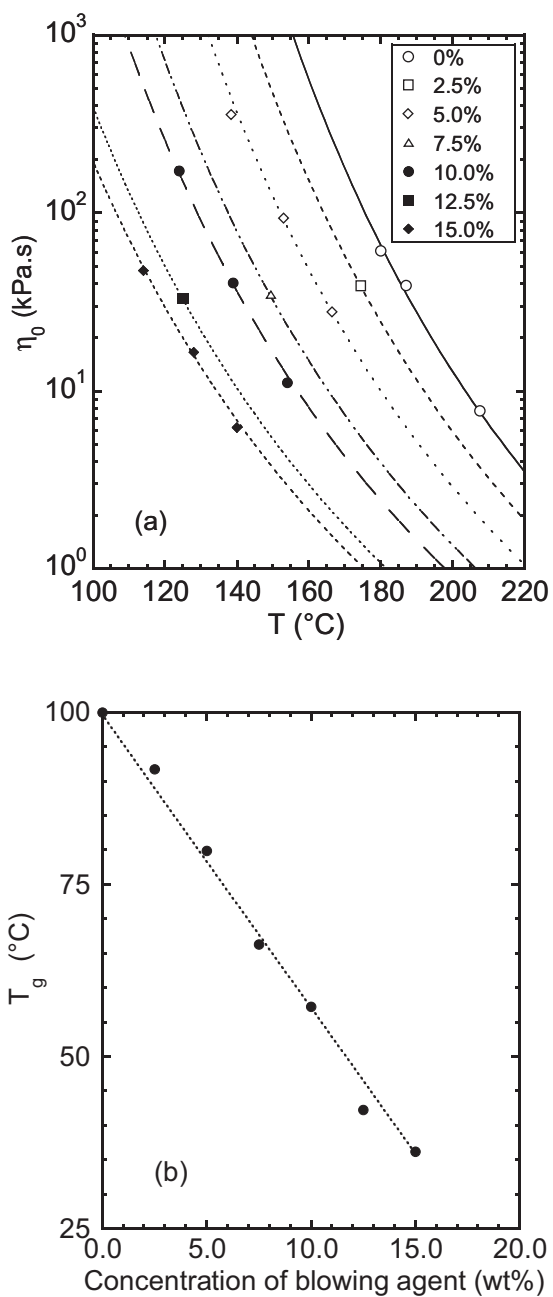 10³
10²
10¹
10⁰
η₀ (kPa.s)
0%
2.5%
5.0%
7.5%
10.0%
12.5%
15.0%
(a)
100 120 140 160 180 200 220
T (°C)
100
75
50
25
T_g (°C)
(b)
0.0 5.0 10.0 15.0 20.0
Concentration of blowing agent (wt%)